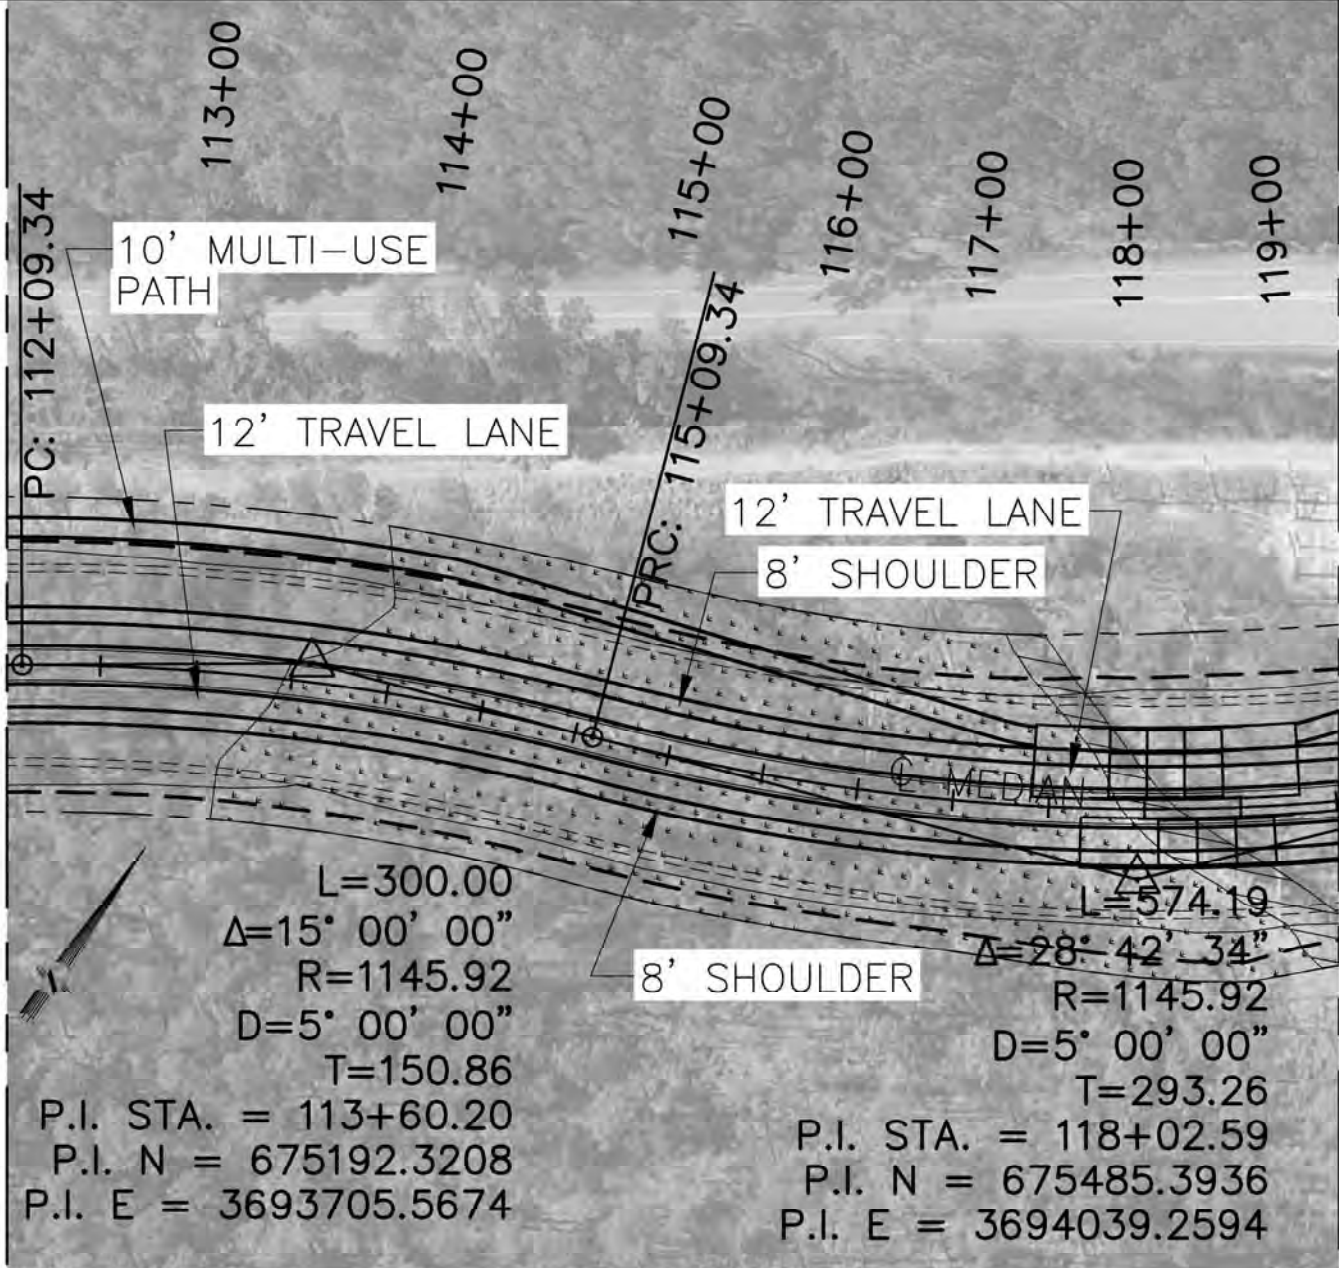 113+00
114+00
115+00
116+00
117+00
118+00
119+00
PC: 112+09.34
10' MULTI-USE
PATH
12' TRAVEL LANE
PRC: 115+09.34
12' TRAVEL LANE
8' SHOULDER
℄ MEDIAN
8' SHOULDER
L=300.00
Δ=15° 00' 00"
R=1145.92
D=5° 00' 00"
T=150.86
P.I. STA. = 113+60.20
P.I. N = 675192.3208
P.I. E = 3693705.5674
L=574.19
Δ=28° 42' 34"
R=1145.92
D=5° 00' 00"
T=293.26
P.I. STA. = 118+02.59
P.I. N = 675485.3936
P.I. E = 3694039.2594